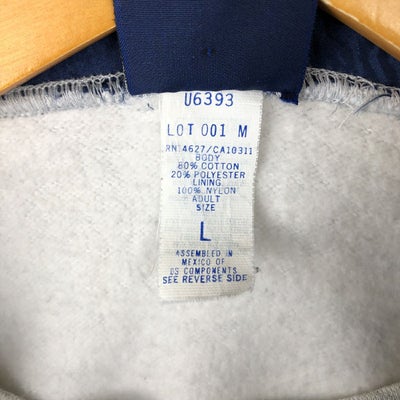 U6393
LOT 001 M
RN14627/CA10311
BODY
80% COTTON
20% POLYESTER
LINING
100% NYLON
ADULT
SIZE
L
ASSEMBLED IN
MEXICO OF
US COMPONENTS
SEE REVERSE SIDE